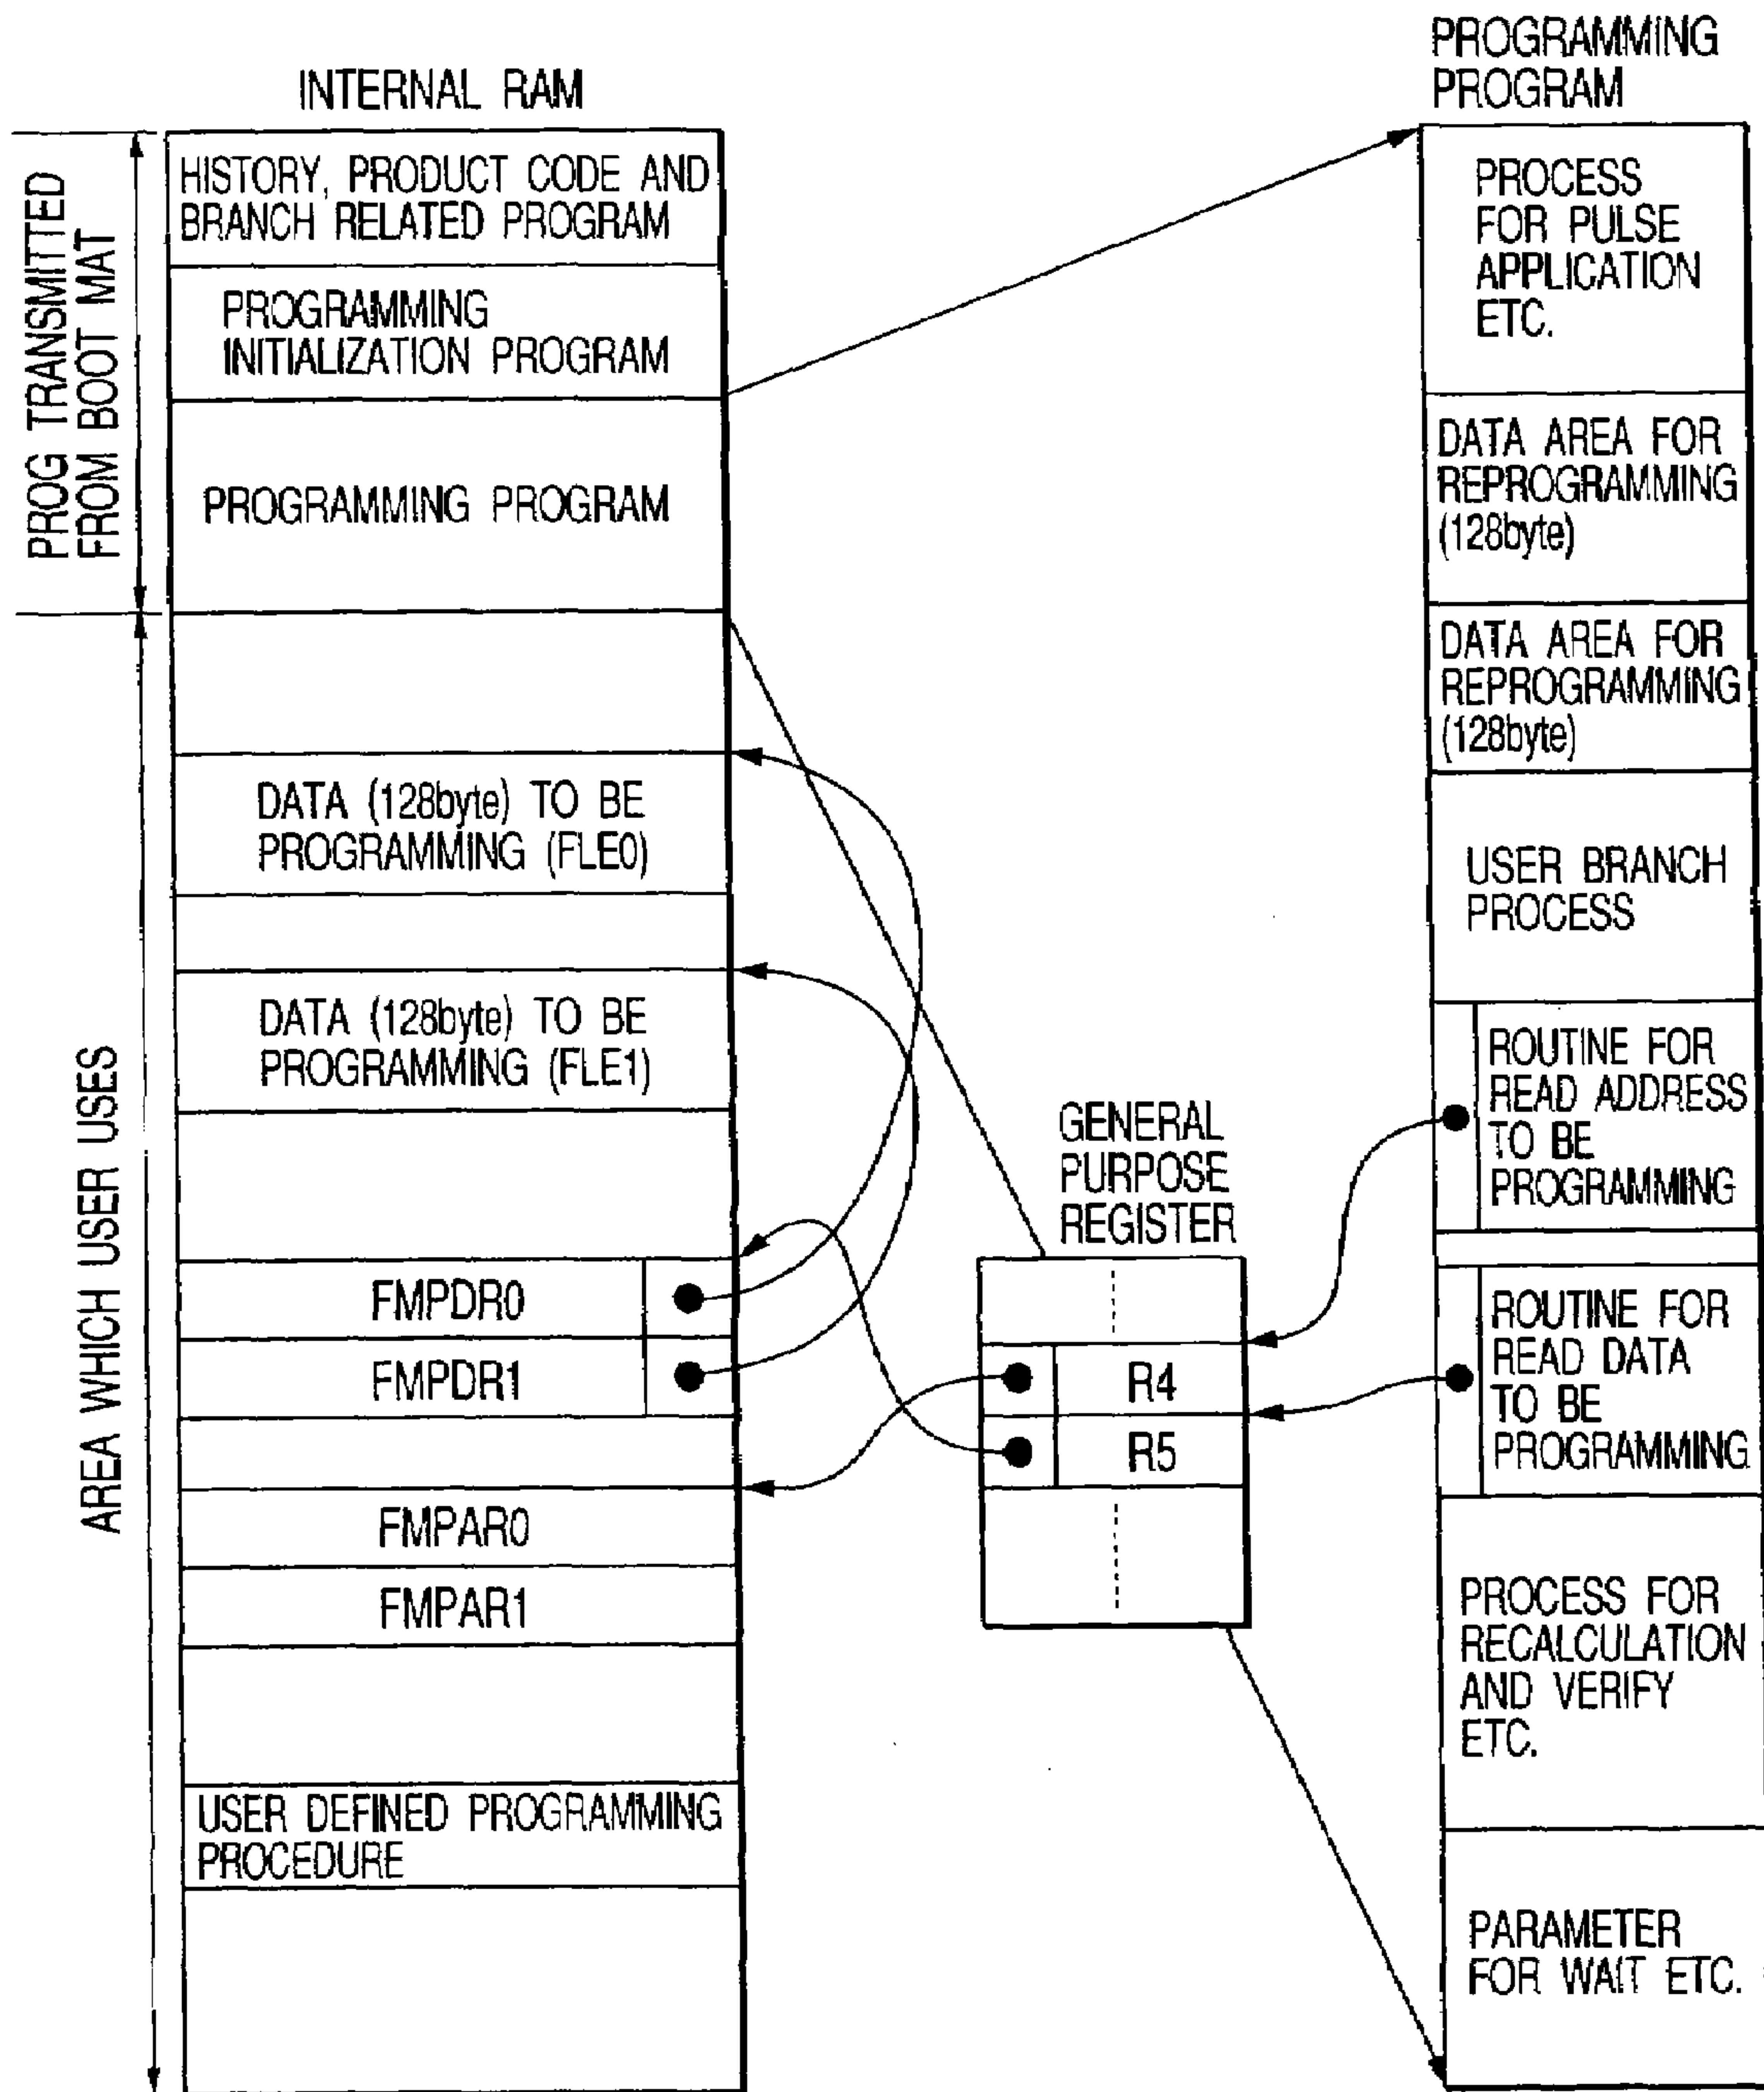 INTERNAL RAM
PROG TRANSMITTED
FROM BOOT MAT
HISTORY, PRODUCT CODE AND
BRANCH RELATED PROGRAM
PROGRAMMING
INITIALIZATION PROGRAM
PROGRAMMING PROGRAM
AREA WHICH USER USES
DATA (128byte) TO BE
PROGRAMMING (FLE0)
DATA (128byte) TO BE
PROGRAMMING (FLE1)
FMPDR0
FMPDR1
FMPAR0
FMPAR1
USER DEFINED PROGRAMMING
PROCEDURE
GENERAL
PURPOSE
REGISTER
R4
R5
PROGRAMMING
PROGRAM
PROCESS
FOR PULSE
APPLICATION
ETC.
DATA AREA FOR
REPROGRAMMING
(128byte)
DATA AREA FOR
REPROGRAMMING
(128byte)
USER BRANCH
PROCESS
ROUTINE FOR
READ ADDRESS
TO BE
PROGRAMMING
ROUTINE FOR
READ DATA
TO BE
PROGRAMMING
PROCESS FOR
RECALCULATION
AND VERIFY
ETC.
PARAMETER
FOR WAIT ETC.